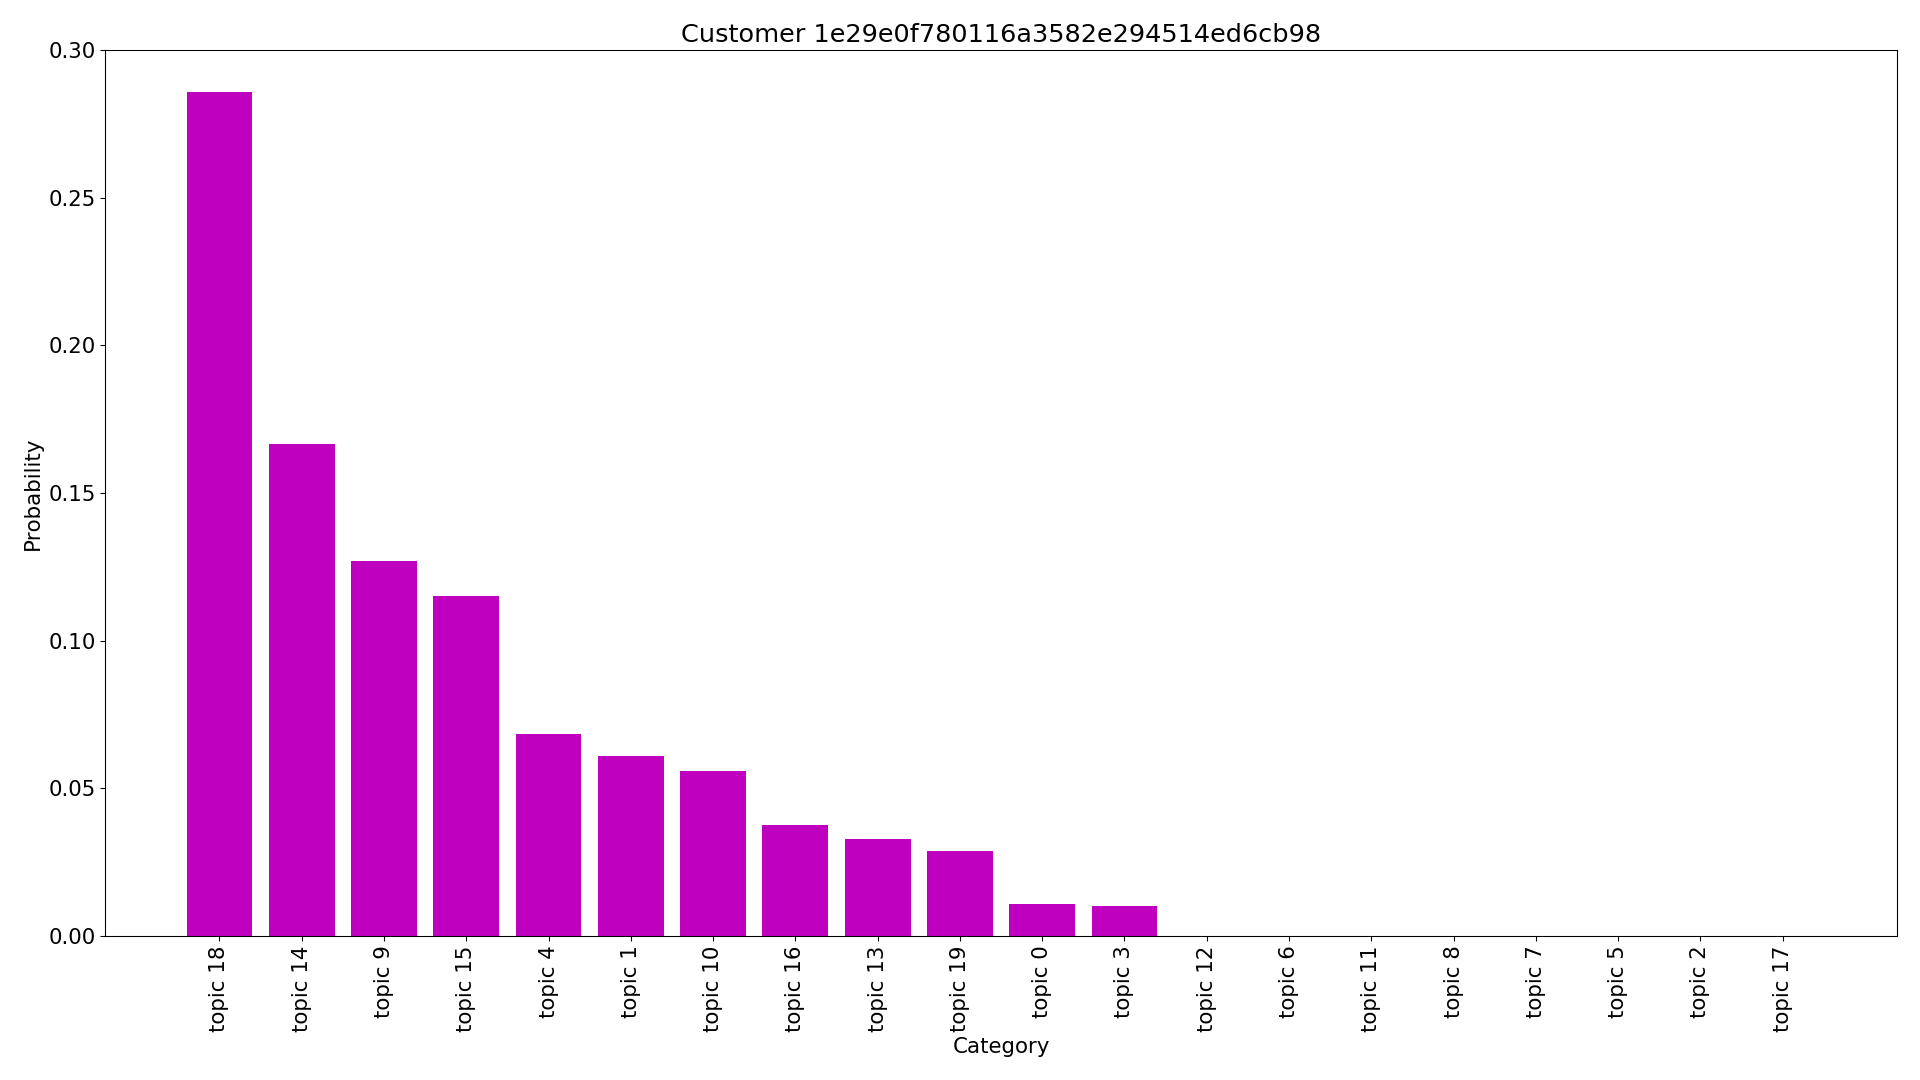 Customer 1e29e0f780116a3582e294514ed6cb98
0.30
0.25
0.20
0.15
0.10
0.05
0.00
Probability
topic 18
topic 14
topic 9
topic 15
topic 4
topic 1
topic 10
topic 16
topic 13
topic 19
topic 0
topic 3
topic 12
topic 6
topic 11
topic 8
topic 7
topic 5
topic 2
topic 17
Category